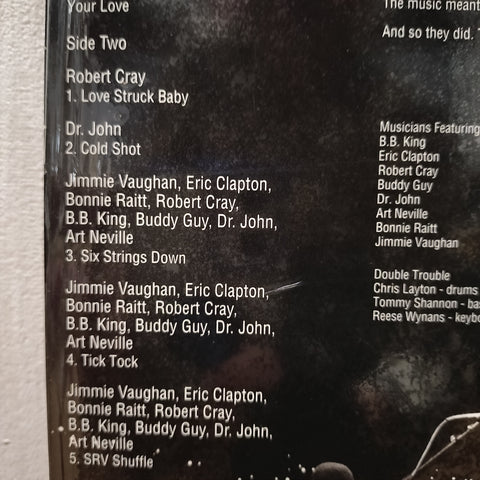 Your Love
Side Two
Robert Cray
1. Love Struck Baby
Dr. John
2. Cold Shot
Jimmie Vaughan, Eric Clapton,
Bonnie Raitt, Robert Cray,
B.B. King, Buddy Guy, Dr. John,
Art Neville
3. Six Strings Down
Jimmie Vaughan, Eric Clapton,
Bonnie Raitt, Robert Cray,
B.B. King, Buddy Guy, Dr. John,
Art Neville
4. Tick Tock
Jimmie Vaughan, Eric Clapton,
Bonnie Raitt, Robert Cray,
B.B. King, Buddy Guy, Dr. John,
Art Neville
5. SRV Shuffle
The music meant
And so they did.
Musicians Featuring
B.B. King
Eric Clapton
Robert Cray
Buddy Guy
Dr. John
Art Neville
Bonnie Raitt
Jimmie Vaughan
Double Trouble
Chris Layton - drums
Tommy Shannon -
Reese Wynans -